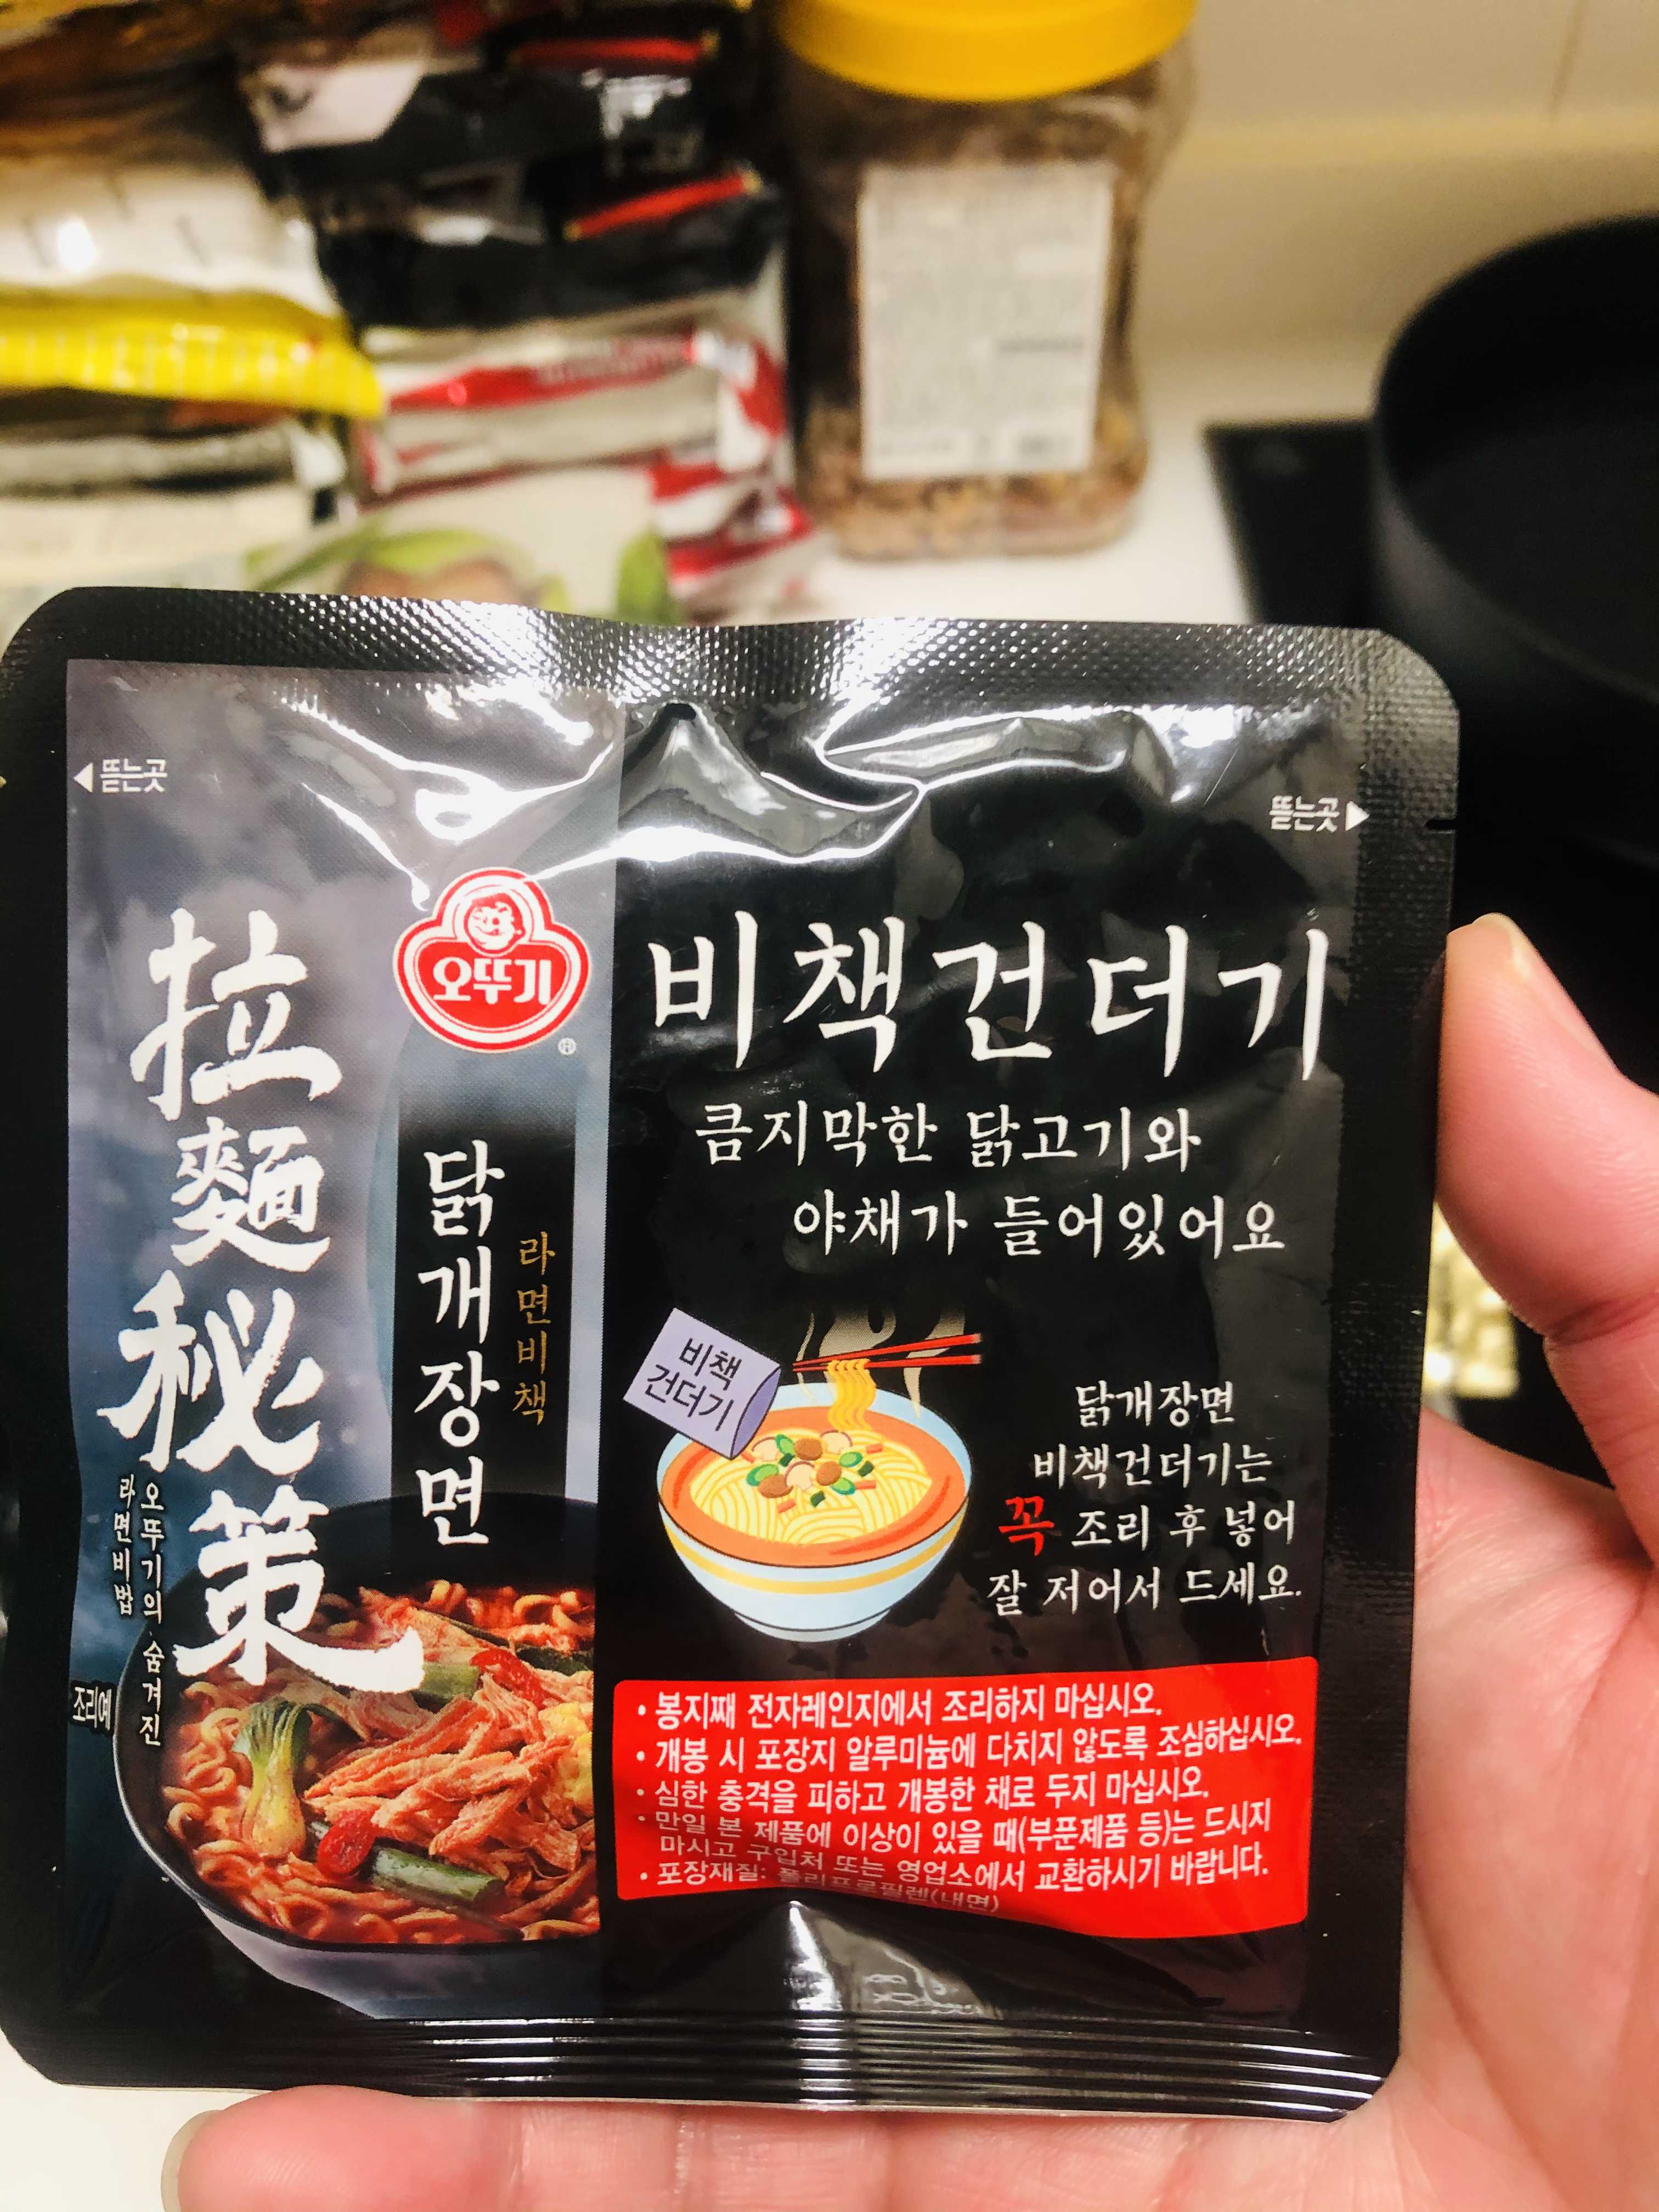 뜯는곳
뜯는곳
오뚜기
拉麵秘策
오뚜기의 숨겨진
라면비법
라면비책
닭개장면
조리예
비책건더기
큼지막한 닭고기와
야채가 들어있어요
비책
건더기
닭개장면
비책건더기는
꼭 조리 후 넣어
잘 저어서 드세요.
• 봉지째 전자레인지에서 조리하지 마십시오.
• 개봉 시 포장지 알루미늄에 다치지 않도록 조심하십시오.
• 심한 충격을 피하고 개봉한 채로 두지 마십시오.
• 만일 본 제품에 이상이 있을 때(부푼제품 등)는 드시지
마시고 구입처 또는 영업소에서 교환하시기 바랍니다.
• 포장재질: 폴리프로필렌(내면)